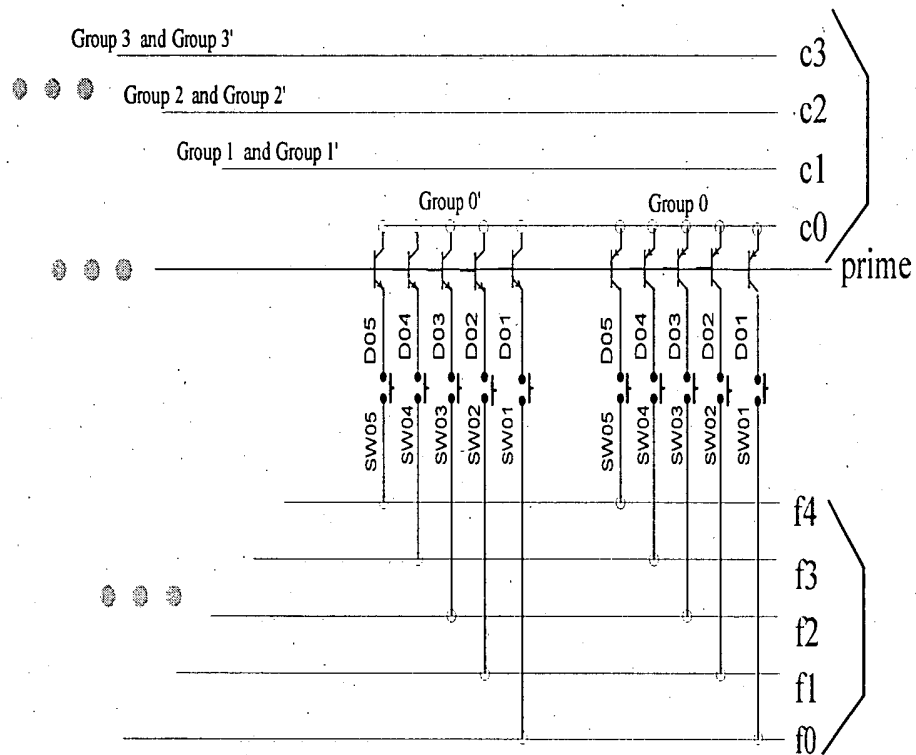 Group 3 and Group 3'
c3
Group 2 and Group 2'
c2
Group 1 and Group 1'
c1
Group 0'
Group 0
c0
prime
D05
D04
D03
D02
D01
D05
D04
D03
D02
D01
SW05
SW04
SW03
SW02
SW01
SW05
SW04
SW03
SW02
SW01
f4
f3
f2
f1
f0